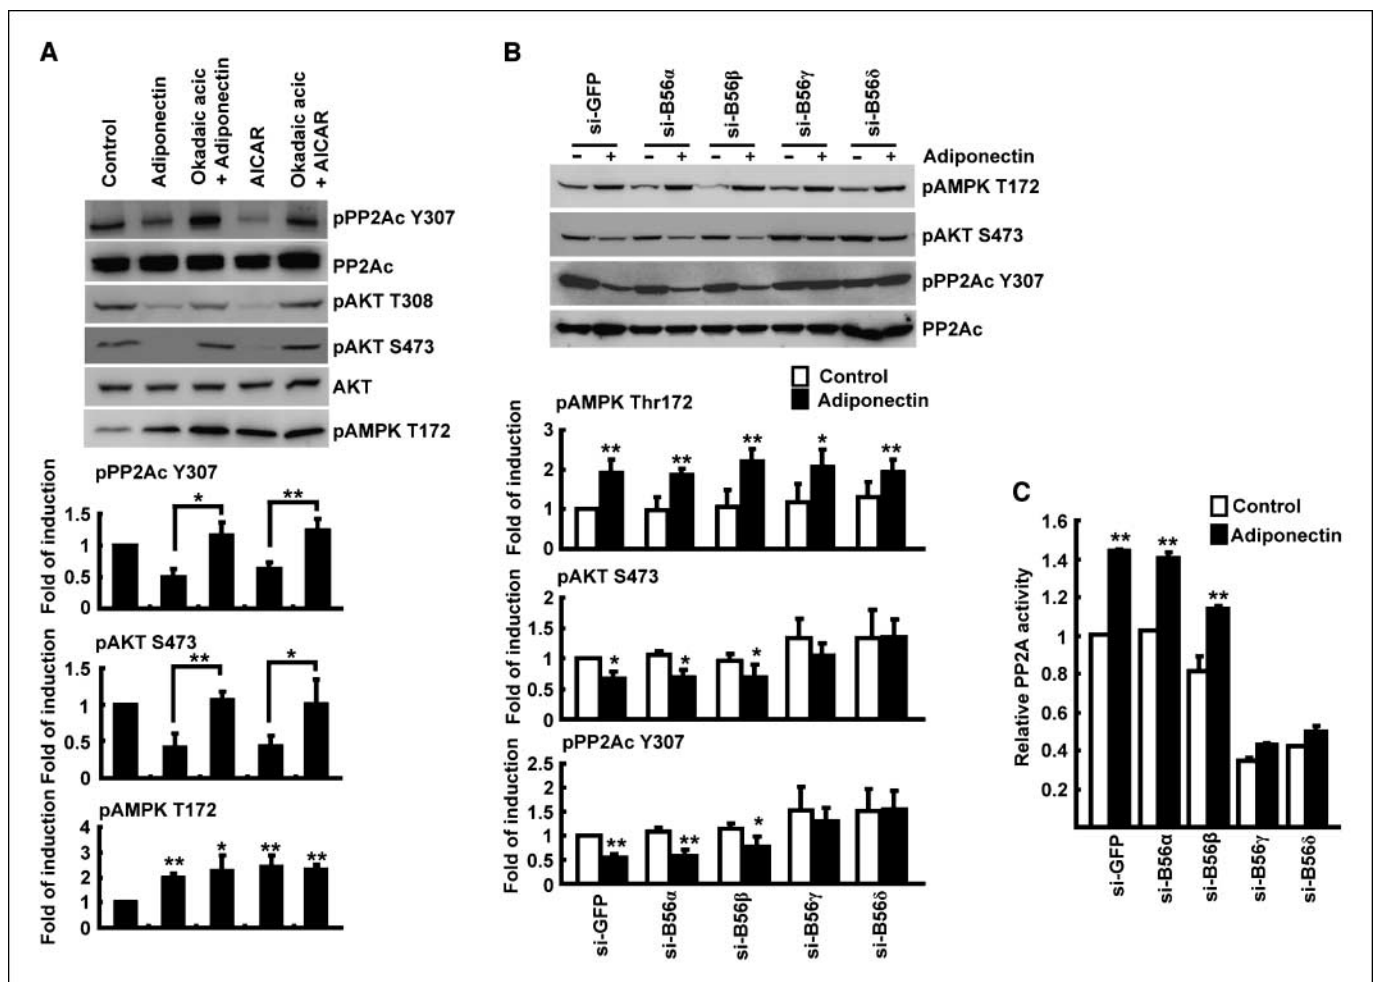 A
Control
Adiponectin
Okadaic acic
+ Adiponectin
AICAR
Okadaic acic
+ AICAR
pPP2Ac Y307
PP2Ac
pAKT T308
pAKT S473
AKT
pAMPK T172
pPP2Ac Y307
Fold of induction
1.5
1
0.5
0
*
**
pAKT S473
Fold of induction
1.5
1
0.5
0
**
*
pAMPK T172
Fold of induction
4
3
2
1
0
** * ** **
B
si-GFP
si-B56α
si-B56β
si-B56γ
si-B56δ
- + - + - + - + - + Adiponectin
pAMPK T172
pAKT S473
pPP2Ac Y307
PP2Ac
Control
Adiponectin
pAMPK Thr172
Fold of induction
3
2
1
0
** ** ** * **
pAKT S473
Fold of induction
2
1.5
1
0.5
0
* * *
pPP2Ac Y307
Fold of induction
2.5
2
1.5
1
0.5
0
** ** *
si-GFP
si-B56α
si-B56β
si-B56γ
si-B56δ
C
Control
Adiponectin
Relative PP2A activity
1.6
1.4
1.2
1
0.8
0.6
0.4
0.2
** ** **
si-GFP
si-B56α
si-B56β
si-B56γ
si-B56δ